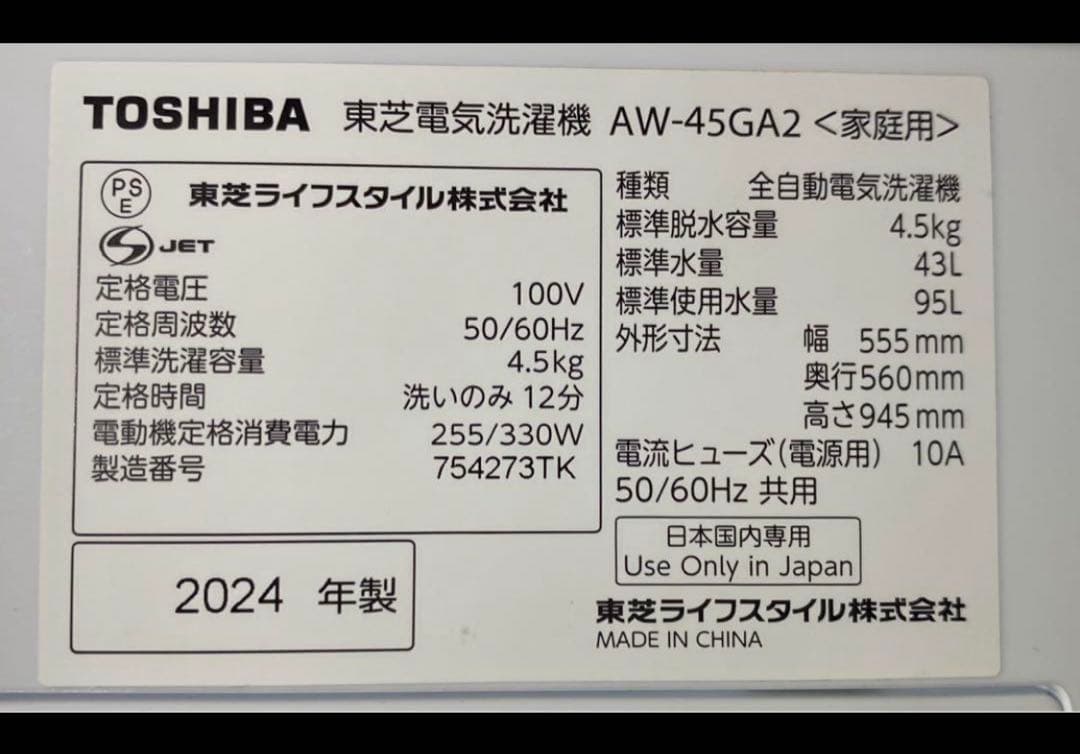 TOSHIBA 東芝電気洗濯機 AW-45GA2 <家庭用>
PS
E
東芝ライフスタイル株式会社
S JET
定格電圧 100V
定格周波数 50/60Hz
標準洗濯容量 4.5kg
定格時間 洗いのみ 12分
電動機定格消費電力 255/330W
製造番号 754273TK
2024 年製
種類 全自動電気洗濯機
標準脱水容量 4.5kg
標準水量 43L
標準使用水量 95L
外形寸法 幅 555mm
奥行560mm
高さ945mm
電流ヒューズ(電源用) 10A
50/60Hz 共用
日本国内専用
Use Only in Japan
東芝ライフスタイル株式会社
MADE IN CHINA